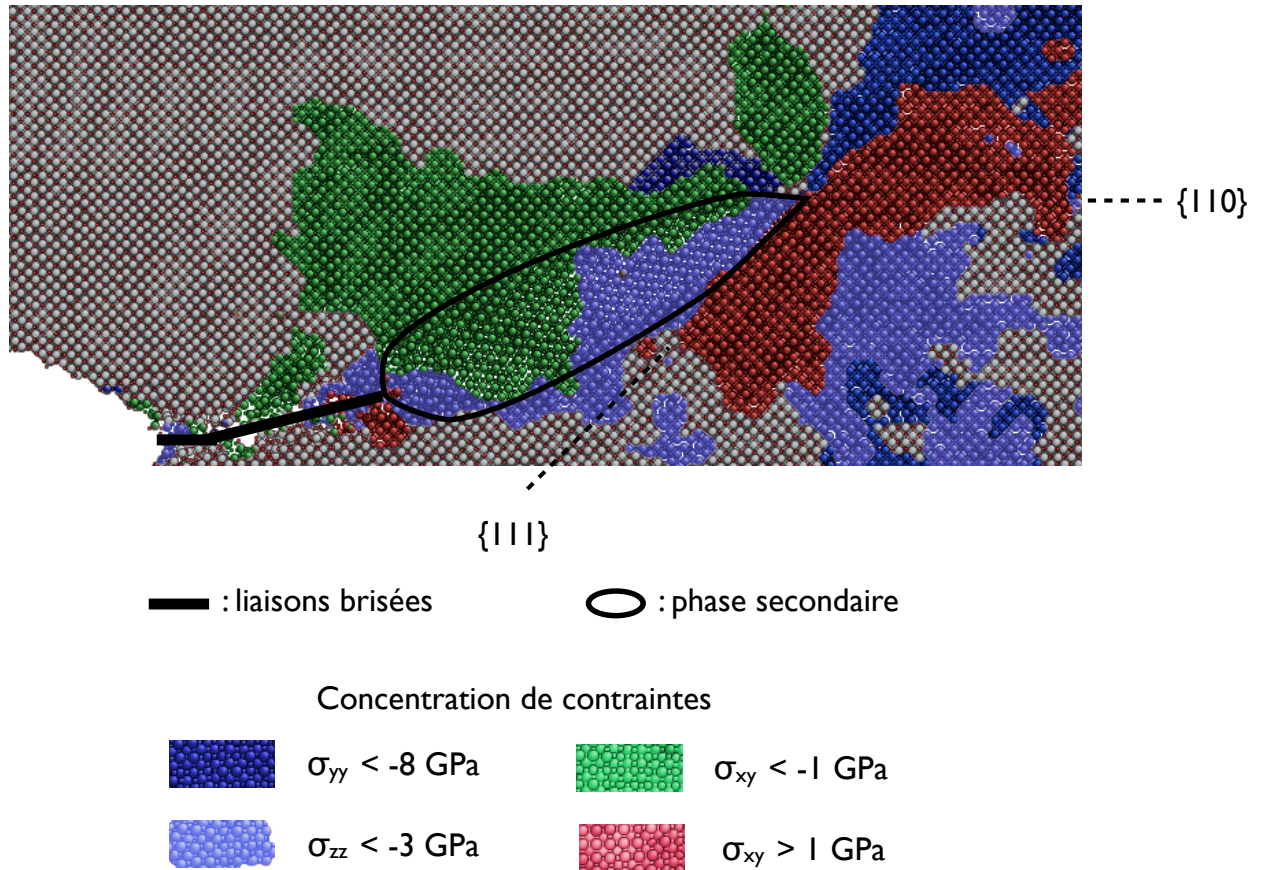 {110}
{111}
: liaisons brisées
: phase secondaire
Concentration de contraintes
σyy < -8 GPa
σxy < -1 GPa
σzz < -3 GPa
σxy > 1 GPa